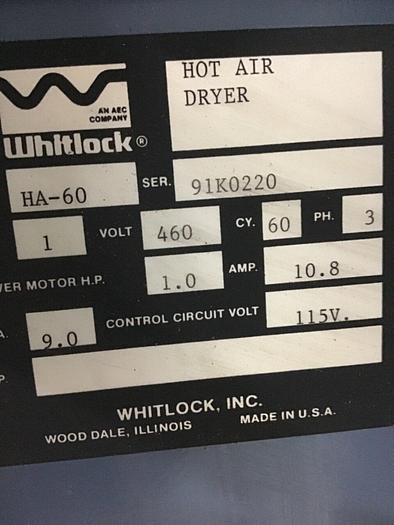 AN AEC
COMPANY
Whitlock®
HOT AIR
DRYER
HA-60 SER. 91K0220
1 VOLT 460 CY. 60 PH. 3
MOTOR H.P. 1.0 AMP. 10.8
9.0 CONTROL CIRCUIT VOLT 115V.
WHITLOCK, INC.
WOOD DALE, ILLINOIS MADE IN U.S.A.